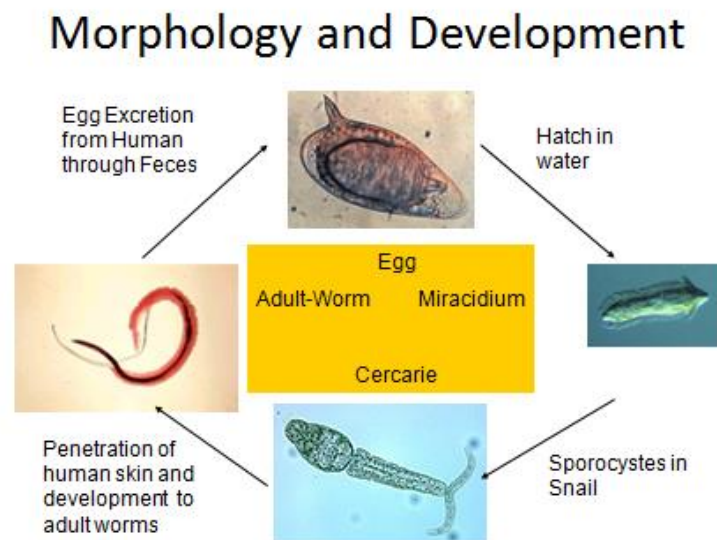 Morphology and Development
Egg Excretion
from Human
through Feces
Hatch in
water
Egg
Adult-Worm Miracidium
Cercarie
Penetration of
human skin and
development to
adult worms
Sporocystes in
Snail